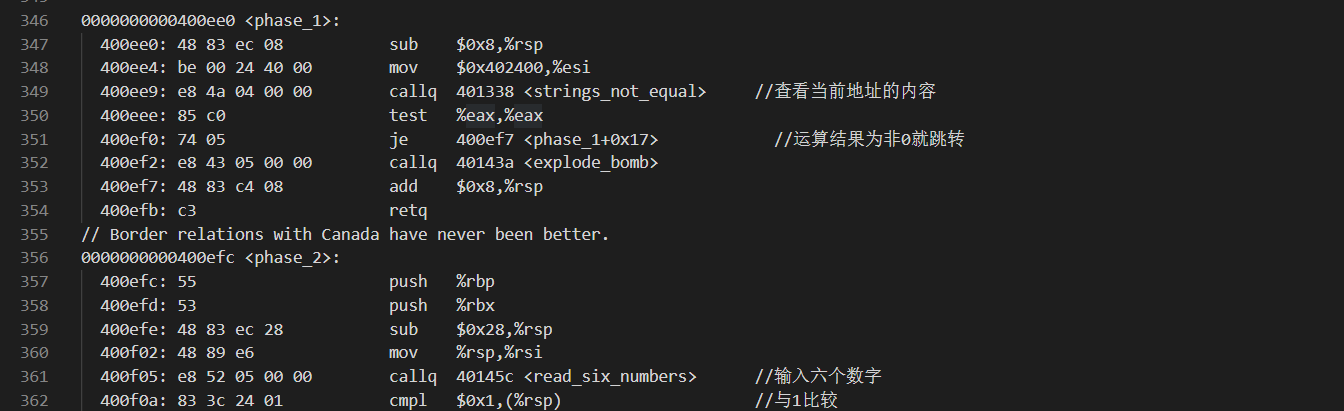 346 0000000000400ee0 <phase_1>:
347 400ee0: 48 83 ec 08 sub $0x8,%rsp
348 400ee4: be 00 24 40 00 mov $0x402400,%esi
349 400ee9: e8 4a 04 00 00 callq 401338 <strings_not_equal> //查看当前地址的内容
350 400eee: 85 c0 test %eax,%eax
351 400ef0: 74 05 je 400ef7 <phase_1+0x17> //运算结果为非0就跳转
352 400ef2: e8 43 05 00 00 callq 40143a <explode_bomb>
353 400ef7: 48 83 c4 08 add $0x8,%rsp
354 400efb: c3 retq
355 // Border relations with Canada have never been better.
356 0000000000400efc <phase_2>:
357 400efc: 55 push %rbp
358 400efd: 53 push %rbx
359 400efe: 48 83 ec 28 sub $0x28,%rsp
360 400f02: 48 89 e6 mov %rsp,%rsi
361 400f05: e8 52 05 00 00 callq 40145c <read_six_numbers> //输入六个数字
362 400f0a: 83 3c 24 01 cmpl $0x1,(%rsp) //与1比较